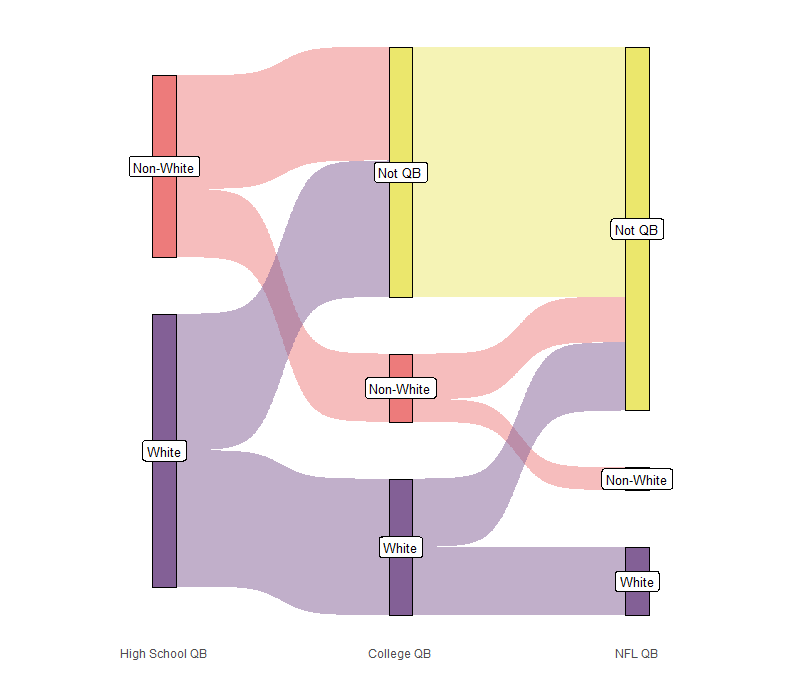 Non-White
Not QB
Not QB
Non-White
White
Non-White
White
White
High School QB
College QB
NFL QB